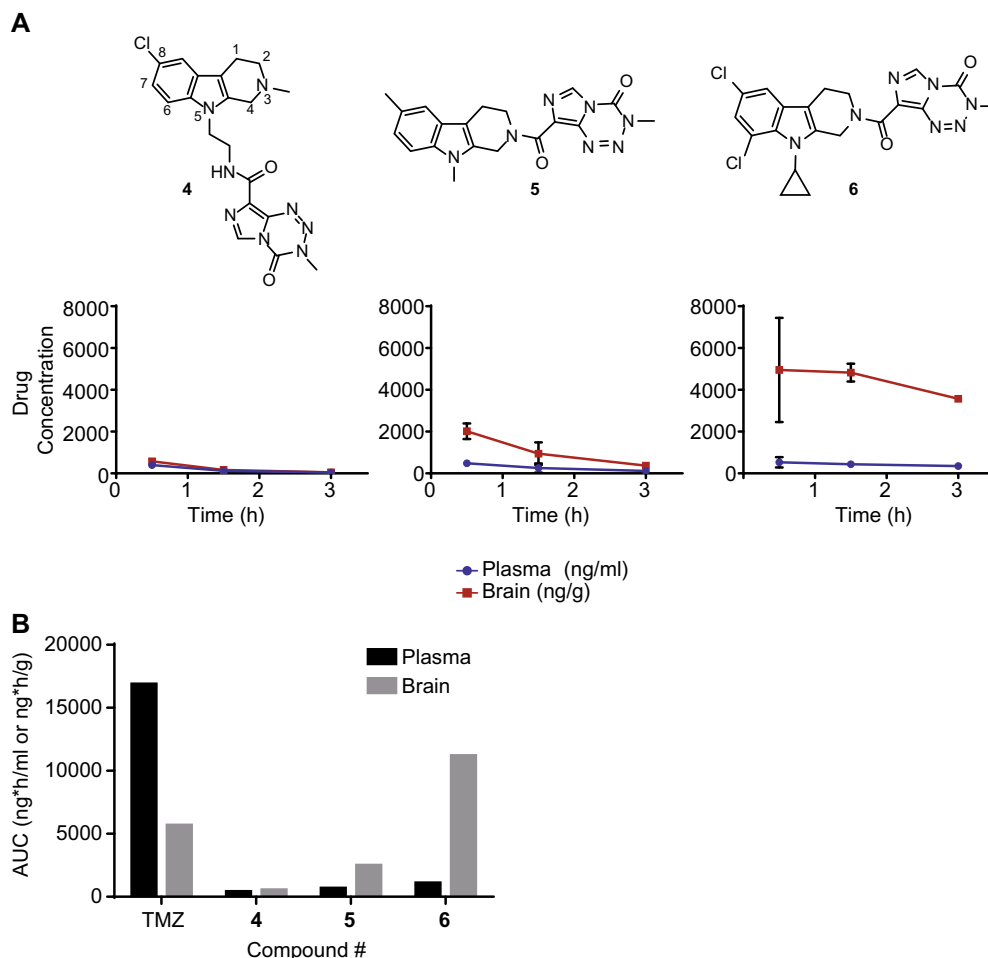 A
Cl
8
7
6
5
N
1
2
N
3
4
HN
O
4
N
N
N
N
N
O
N
N
O
5
N
N
O
N
N
N=N
Cl
Cl
N
N
O
6
N
N
O
N
N
N=N
Drug
Concentration
8000
6000
4000
2000
0
0 1 2 3
Time (h)
8000
6000
4000
2000
0
0 1 2 3
Time (h)
8000
6000
4000
2000
0
1 2 3
Time (h)
Plasma (ng/ml)
Brain (ng/g)
B
AUC (ng*h/ml or ng*h/g)
20000
15000
10000
5000
0
Plasma
Brain
TMZ 4 5 6
Compound #